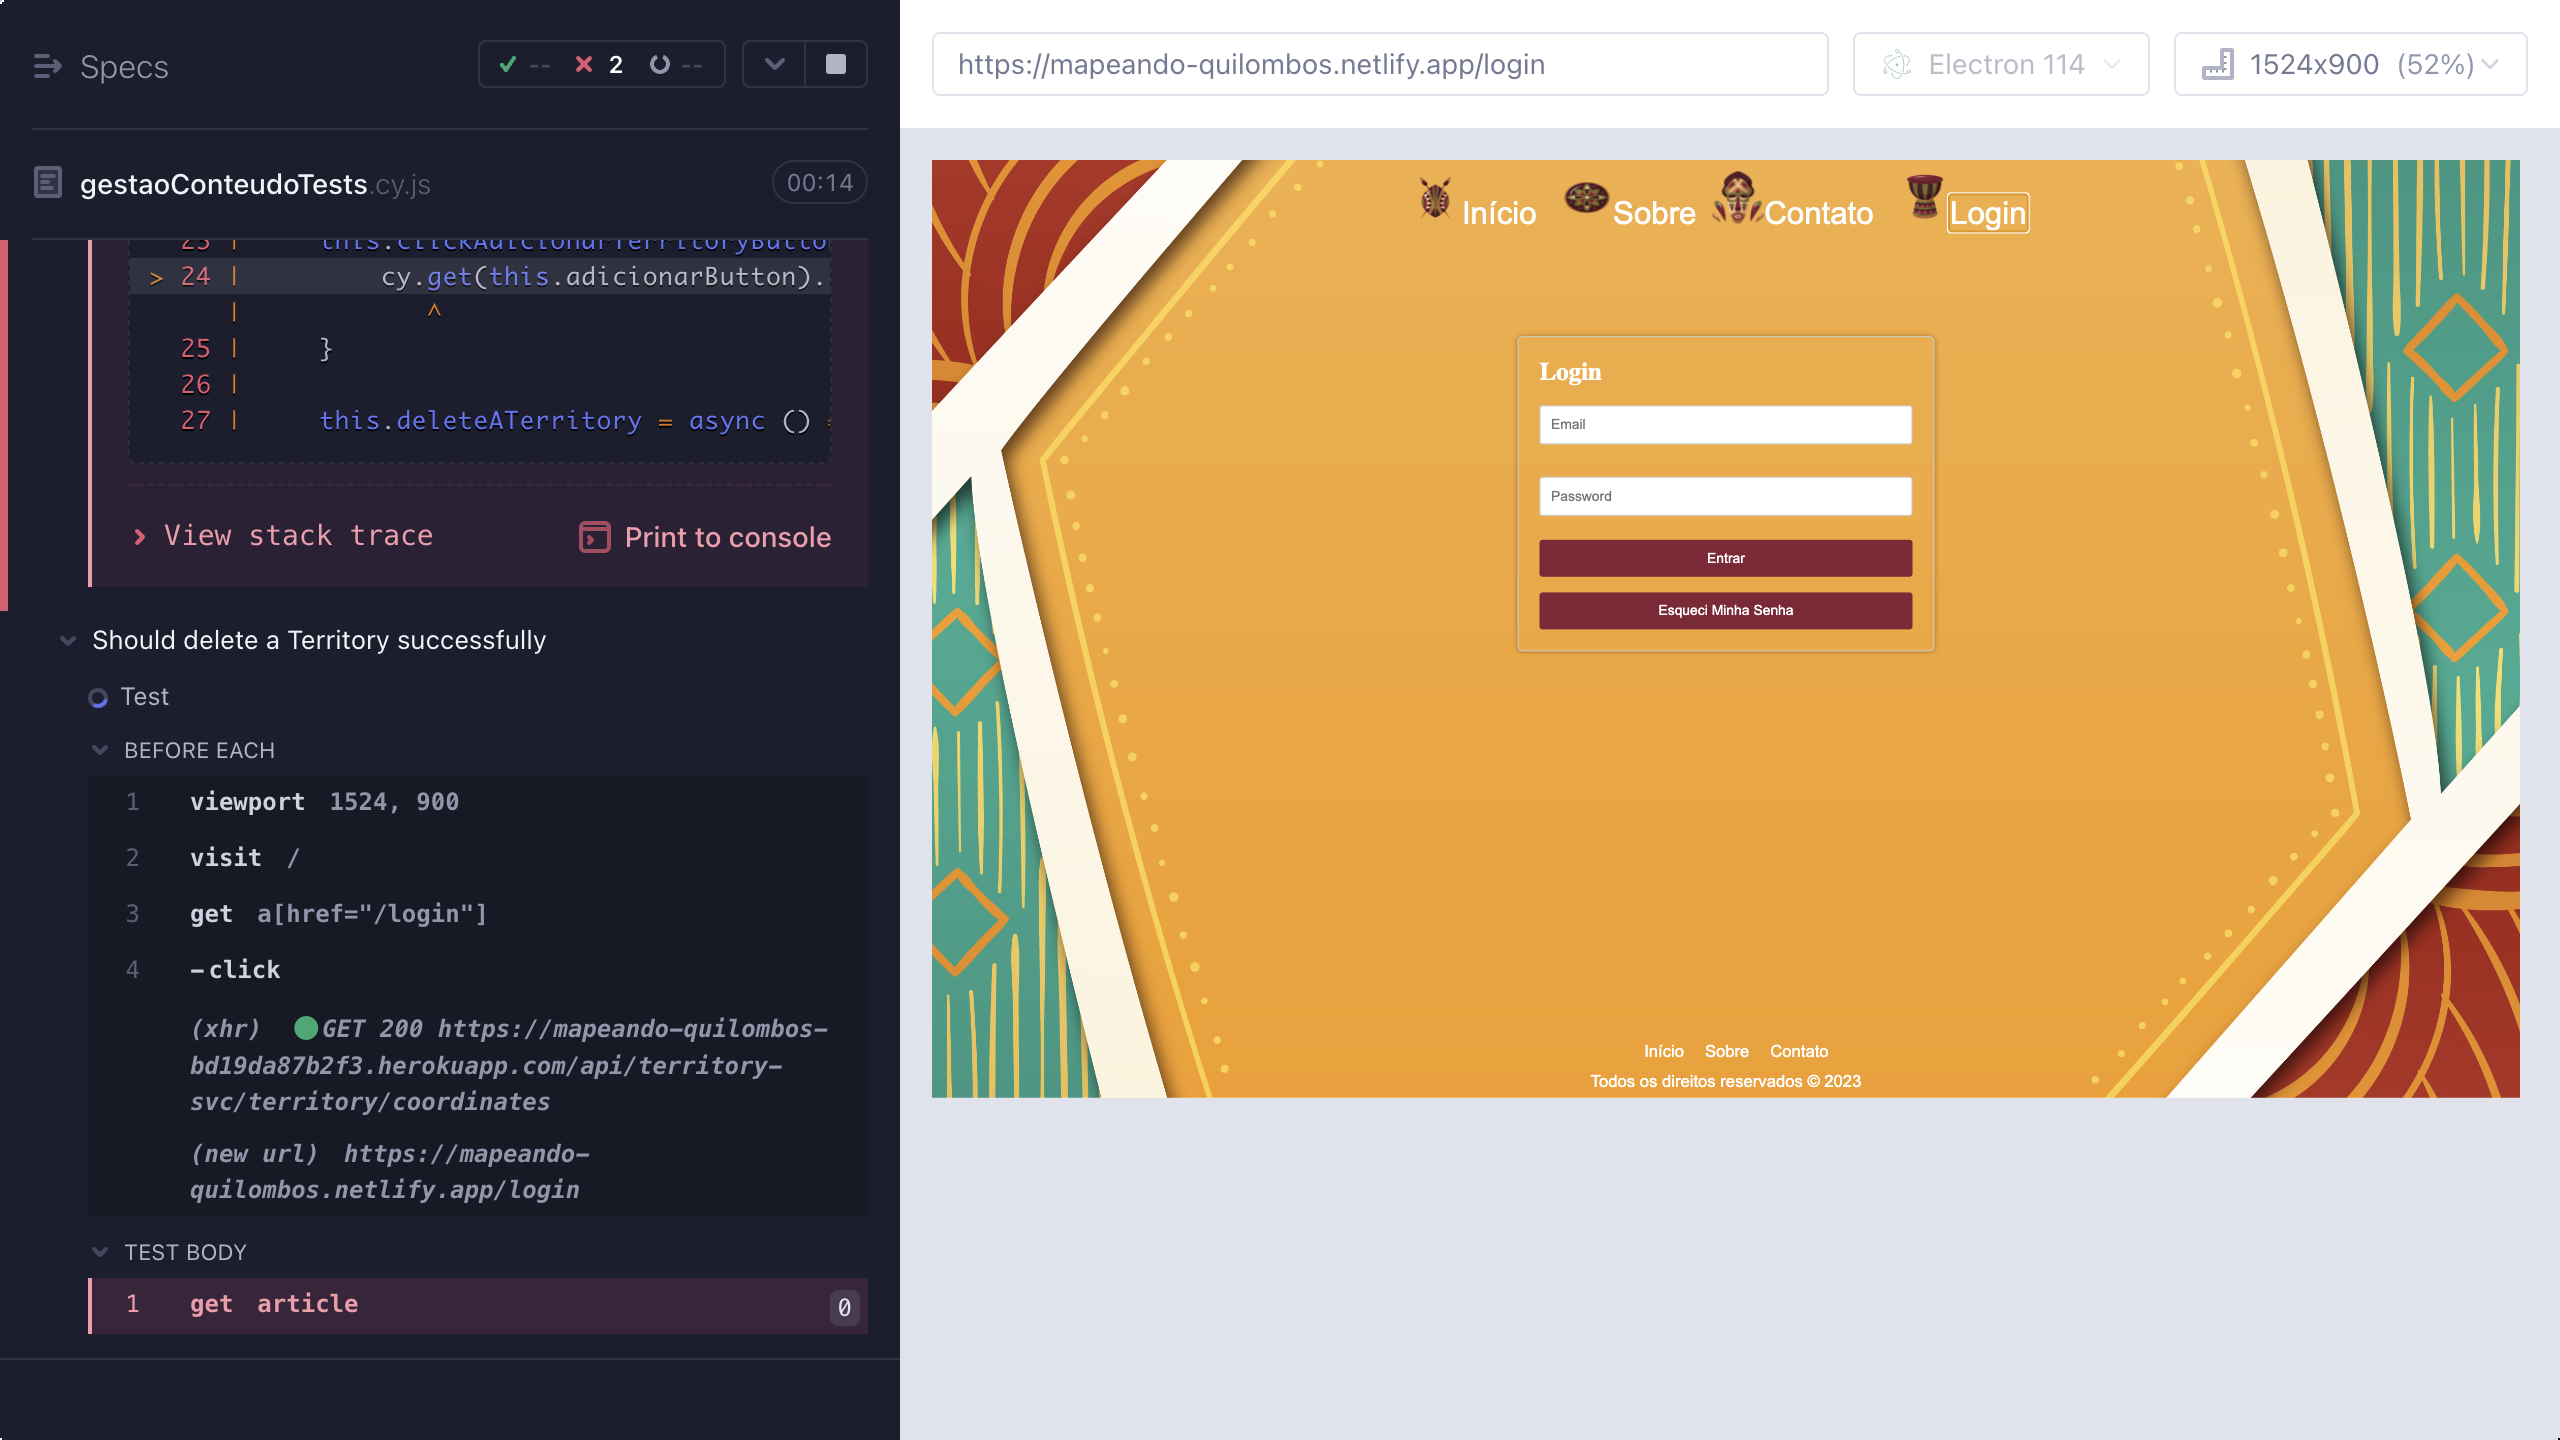 Specs
-- 2 --
gestaoConteudoTests.cy.js
00:14
23 | this.clickAdicionarTerritoryButto
> 24 | cy.get(this.adicionarButton).
| ^
25 | }
26 |
27 | this.deleteATerritory = async ()
View stack trace
Print to console
Should delete a Territory successfully
Test
BEFORE EACH
1 viewport 1524, 900
2 visit /
3 get a[href="/login"]
4 -click
(xhr) GET 200 https://mapeando-quilombos-
bd19da87b2f3.herokuapp.com/api/territory-
svc/territory/coordinates
(new url) https://mapeando-
quilombos.netlify.app/login
TEST BODY
1 get article 0
https://mapeando-quilombos.netlify.app/login
Electron 114
1524x900 (52%)
Início Sobre Contato Login
Login
Email
Password
Entrar
Esqueci Minha Senha
Início Sobre Contato
Todos os direitos reservados © 2023